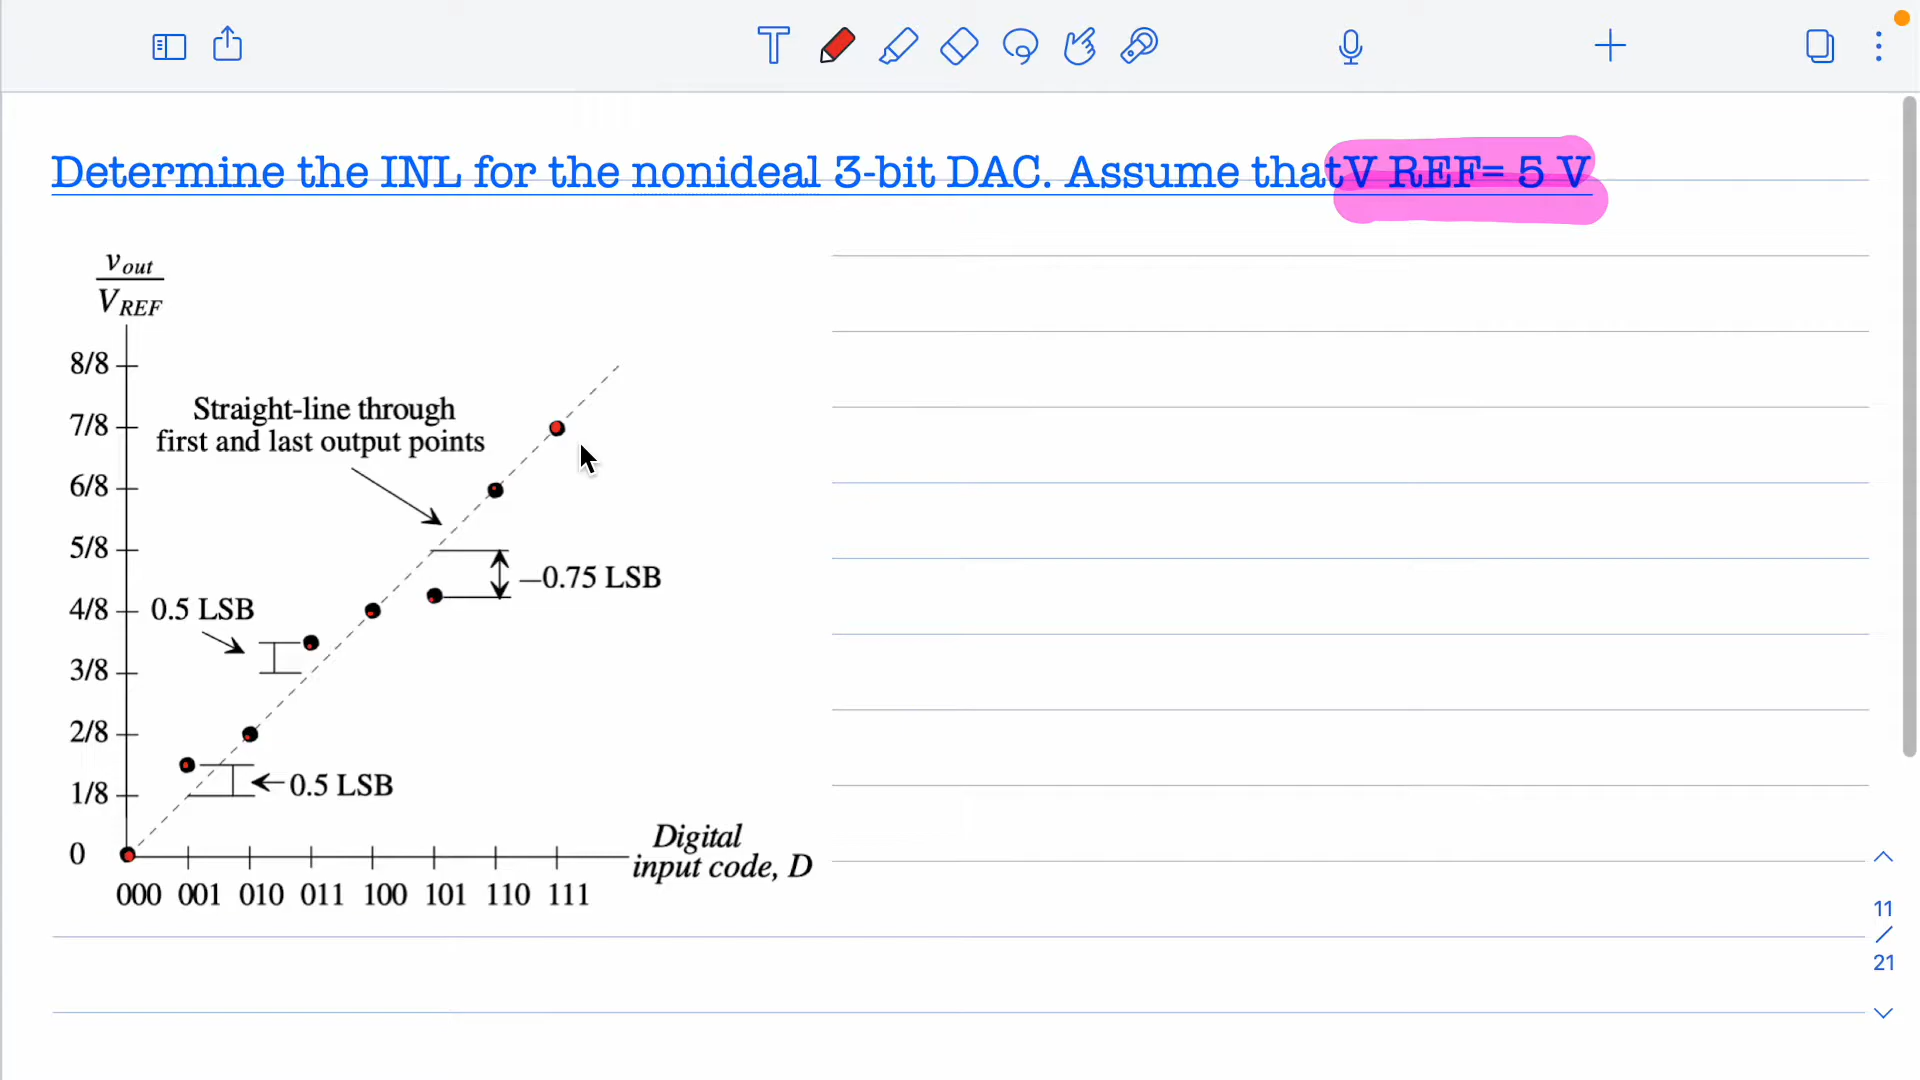 Determine the INL for the nonideal 3-bit DAC. Assume thatV REF= 5 V
vout
VREF
8/8
Straight-line through
7/8
first and last output points
6/8
5/8
—0.75 LSB
4/8
0.5 LSB
3/8
2/8
1/8
0.5 LSB
0
Digital
input code, D
000 001 010 011 100 101 110 111
11
/
21